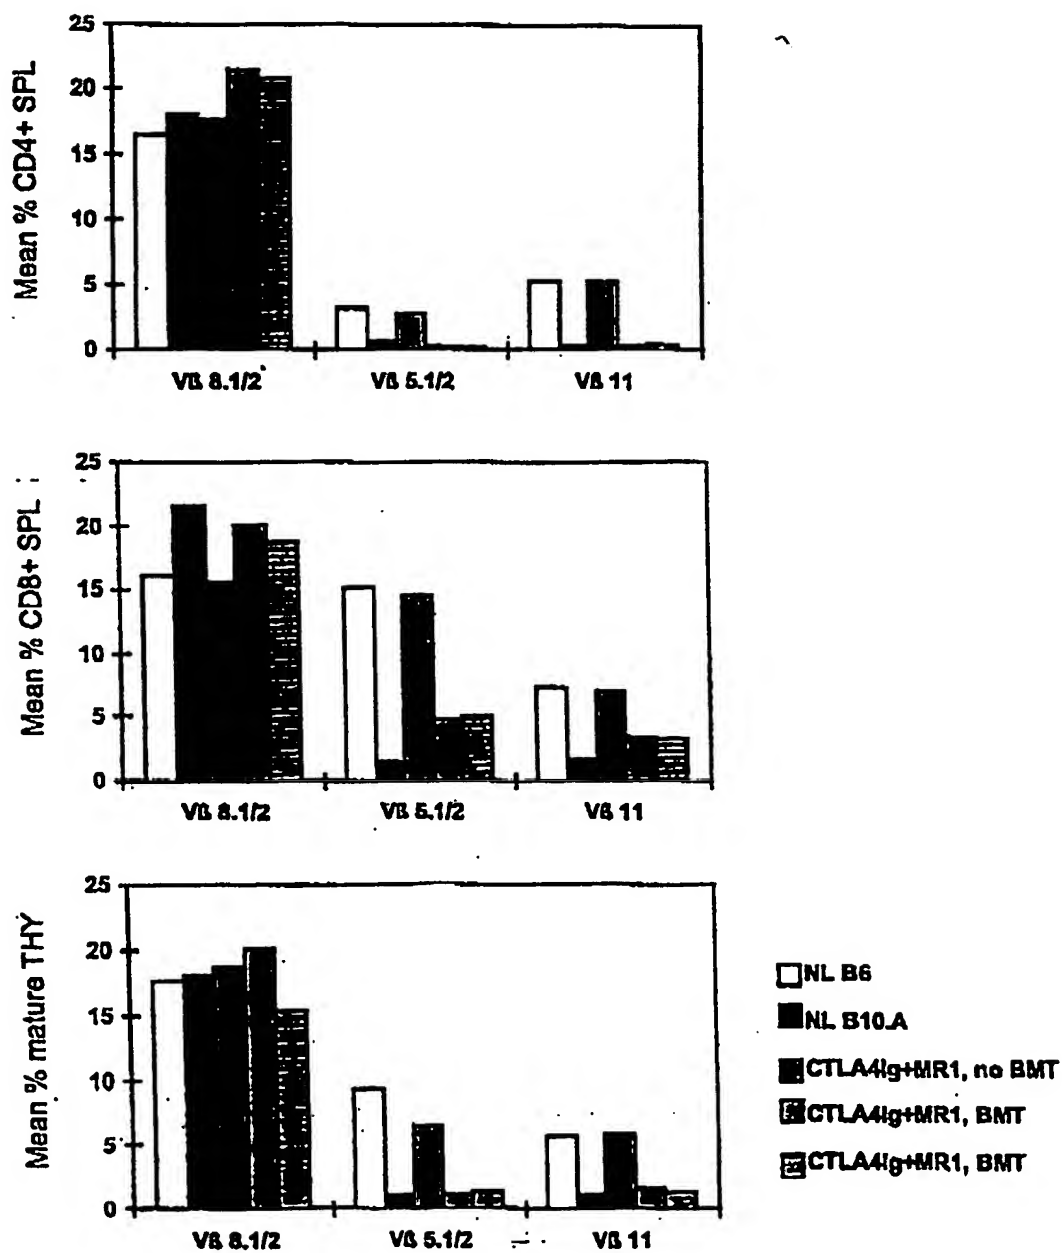 25
20
15
10
5
0
Mean % CD4+ SPL
Vß 8.1/2
Vß 5.1/2
Vß 11
25
20
15
10
5
0
Mean % CD8+ SPL
Vß 8.1/2
Vß 5.1/2
Vß 11
25
20
15
10
5
0
Mean % mature THY
Vß 8.1/2
Vß 5.1/2
Vß 11
NL B6
NL B10.A
CTLA4Ig+MR1, no BMT
CTLA4Ig+MR1, BMT
CTLA4Ig+MR1, BMT